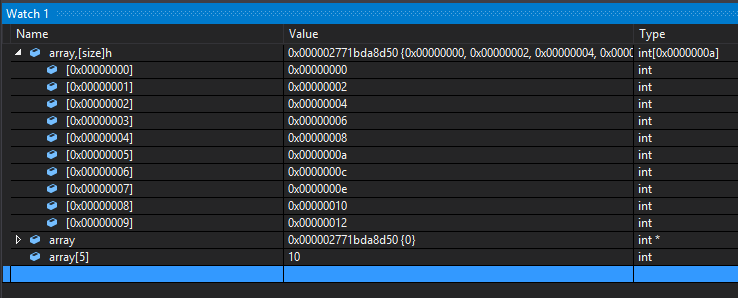 Watch 1
Name Value Type
array,[size]h 0x000002771bda8d50 {0x00000000, 0x00000002, 0x00000004, 0x0000 int[0x0000000a]
[0x00000000] 0x00000000 int
[0x00000001] 0x00000002 int
[0x00000002] 0x00000004 int
[0x00000003] 0x00000006 int
[0x00000004] 0x00000008 int
[0x00000005] 0x0000000a int
[0x00000006] 0x0000000c int
[0x00000007] 0x0000000e int
[0x00000008] 0x00000010 int
[0x00000009] 0x00000012 int
array 0x000002771bda8d50 {0} int *
array[5] 10 int